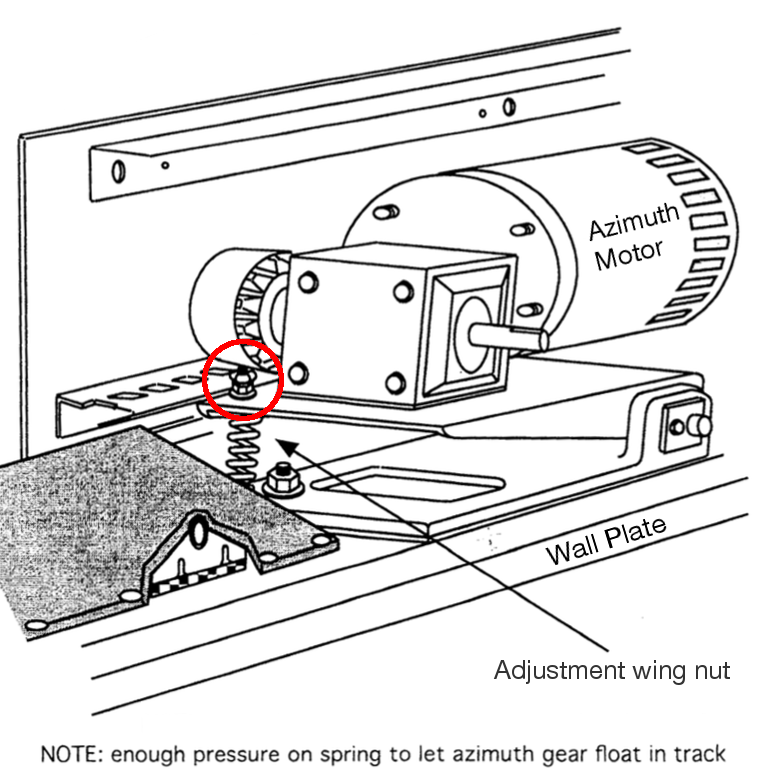 Azimuth
Motor
Wall Plate
Adjustment wing nut
NOTE: enough pressure on spring to let azimuth gear float in track